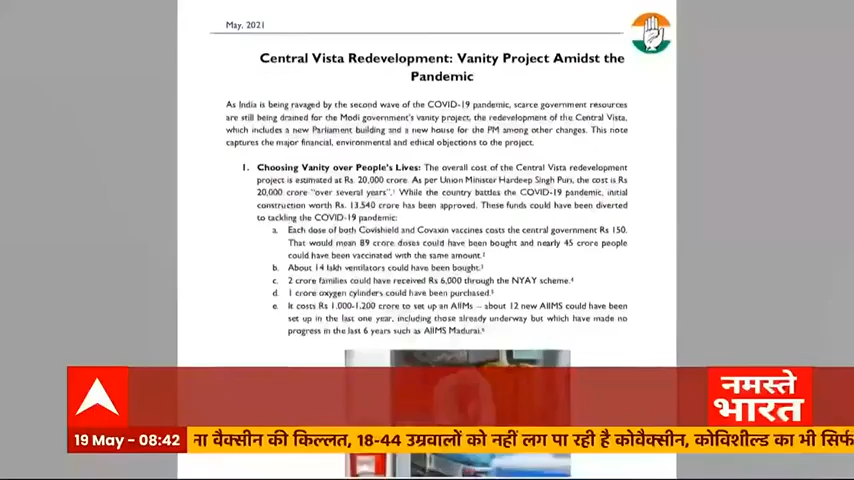 May, 2021
Central Vista Redevelopment: Vanity Project Amidst the
Pandemic
As India is being ravaged by the second wave of the COVID-19 pandemic, scarce government resources
are still being drained for the Modi government's vanity project, the redevelopment of the Central Vista,
which includes a new Parliament building and a new house for the PM among other changes. This note
captures the major financial, environmental and ethical objections to the project.
1. Choosing Vanity over People's Lives: The overall cost of the Central Vista redevelopment
project is estimated at Rs. 20,000 crore. As per Union Minister Hardeep Singh Puri, the cost is Rs
20,000 crore "over several years".¹ While the country battles the COVID-19 pandemic, initial
construction worth Rs. 13,540 crore has been approved. These funds could have been diverted
to tackling the COVID-19 pandemic:
a. Each dose of both Covishield and Covaxin vaccines costs the central government Rs 150.
That would mean 89 crore doses could have been bought and nearly 45 crore people
could have been vaccinated with the same amount.²
b. About 14 lakh ventilators could have been bought.³
c. 2 crore families could have received Rs 6,000 through the NYAY scheme.⁴
d. 1 crore oxygen cylinders could have been purchased.⁵
e. It costs Rs 1,000-1,200 crore to set up an AIIMs – about 12 new AIIMS could have been
set up in the last one year, including those already underway but which have made no
progress in the last 6 years such as AIIMS Madurai.⁶
नमस्ते
भारत
19 May - 08:42 ना वैक्सीन की किल्लत, 18-44 उम्रवालों को नहीं लग पा रही है कोवैक्सीन, कोविशील्ड का भी सिर्फ